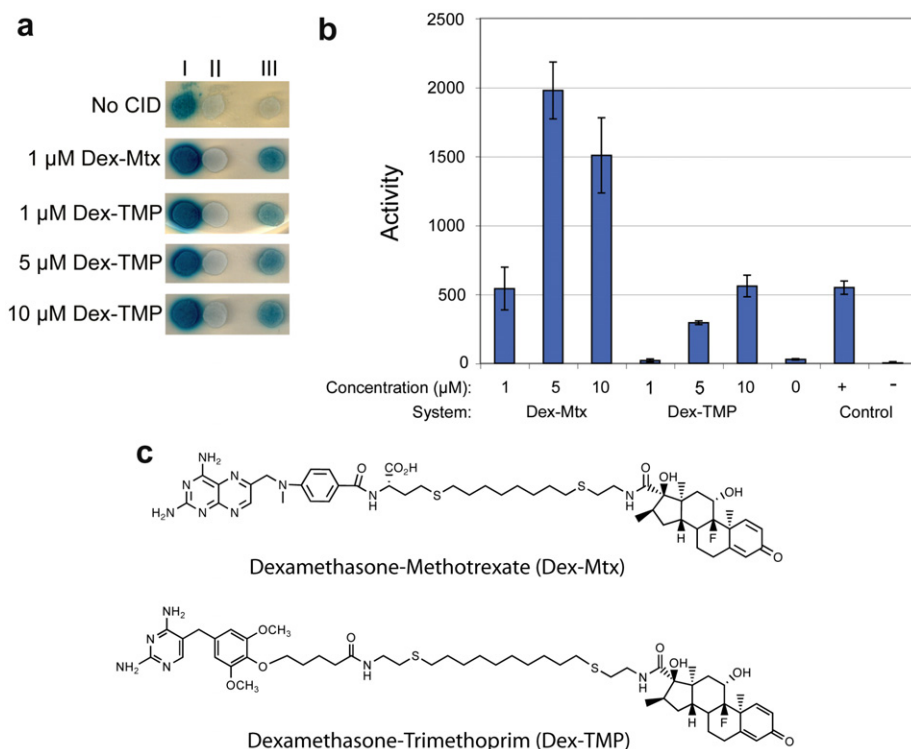 a
I II III
No CID
1 µM Dex-Mtx
1 µM Dex-TMP
5 µM Dex-TMP
10 µM Dex-TMP
b
2500
2000
1500
1000
500
0
Activity
Concentration (µM): 1 5 10 1 5 10 0 + -
System: Dex-Mtx Dex-TMP Control
c
NH₂
N N
H₂N N N
N
O
N
H
CO₂H
S S
O
N
H
OH
OH
F
H
O
Dexamethasone-Methotrexate (Dex-Mtx)
NH₂
N
NH₂ N
OCH₃
O
OCH₃
O
N
H
S S
O
N
H
OH
OH
F
H
O
Dexamethasone-Trimethoprim (Dex-TMP)